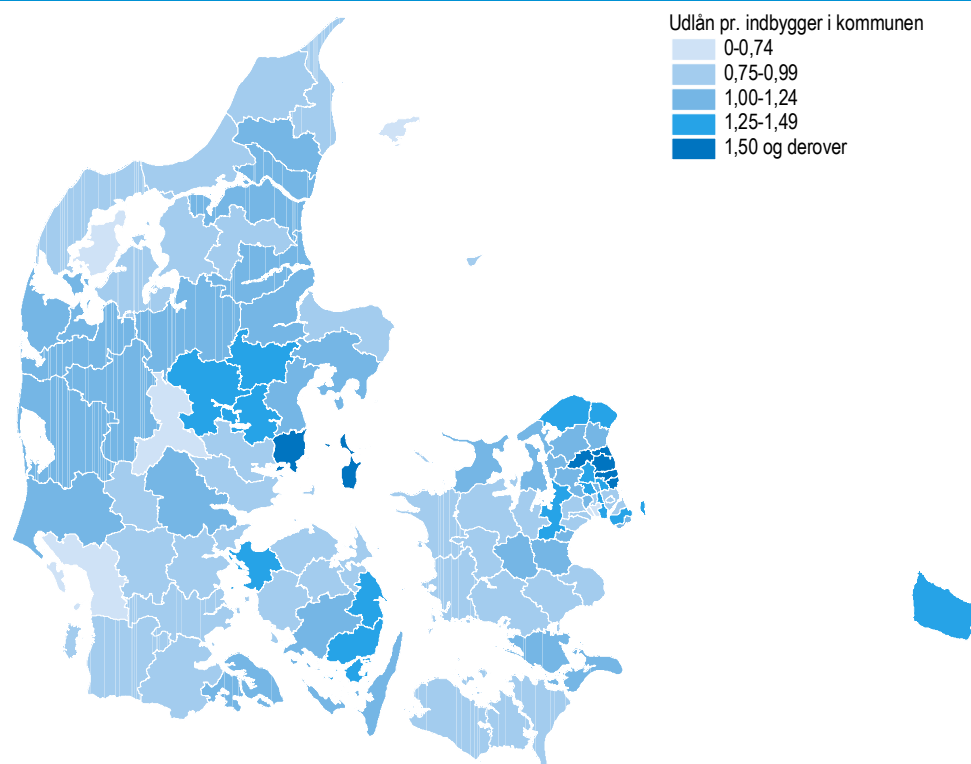 Udlån pr. indbygger i kommunen
0-0,74
0,75-0,99
1,00-1,24
1,25-1,49
1,50 og derover